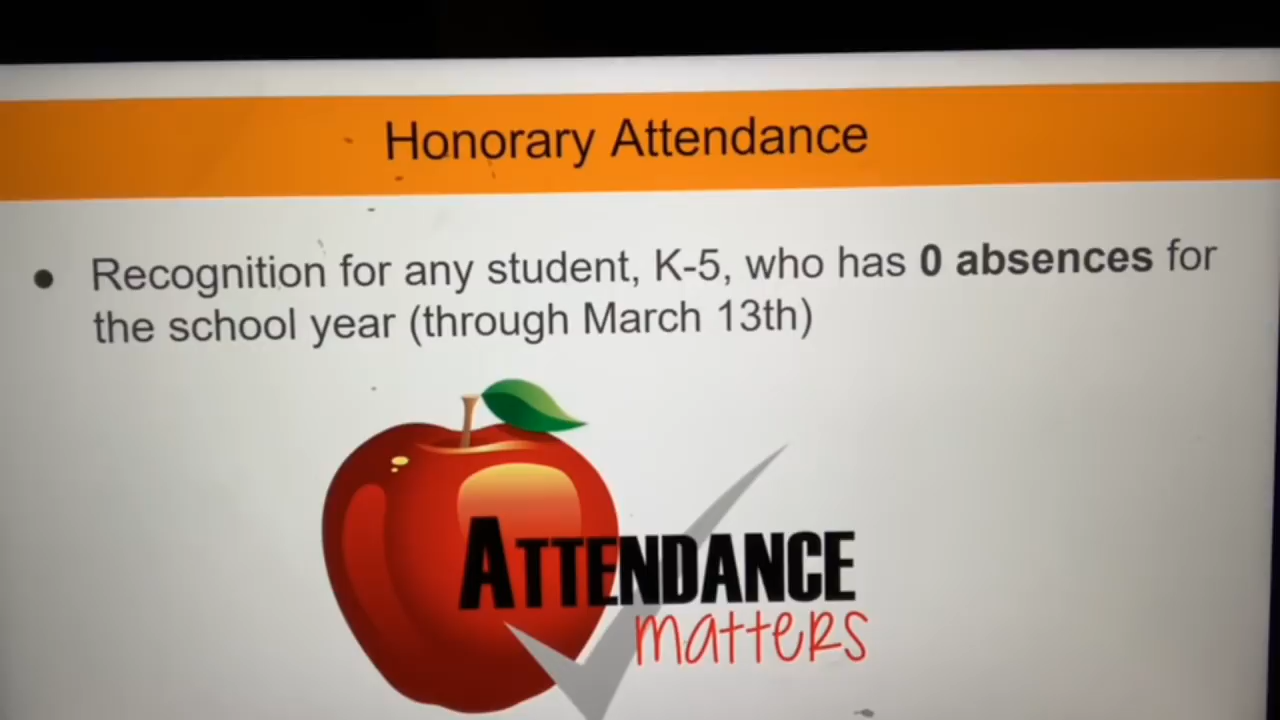 Honorary Attendance
● Recognition for any student, K-5, who has 0 absences for
the school year (through March 13th)
ATTENDANCE
matters